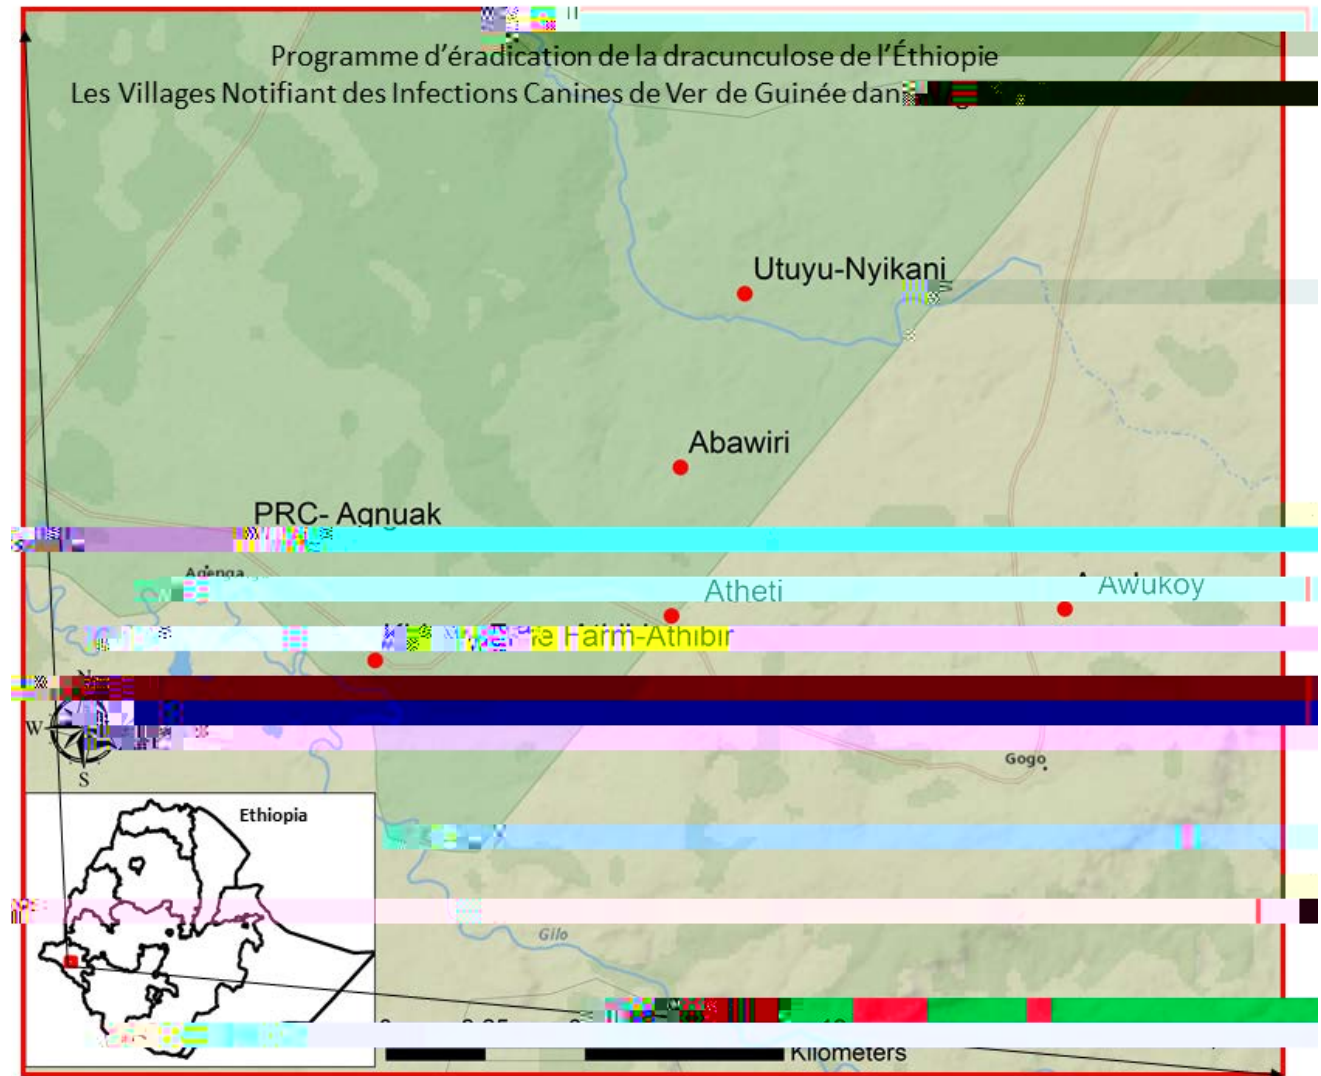 Programme d'éradication de la dracunculose de l'Éthiopie
Les Villages Notifiant des Infections Canines de Ver de Guinée
Utuyu-Nyikani
Abawiri
PRC- Agnuak
Agenga
Atheti
Awukoy
Farm-Athibir
N
W
S
Gogo
Ethiopia
Gilo
Kilometers